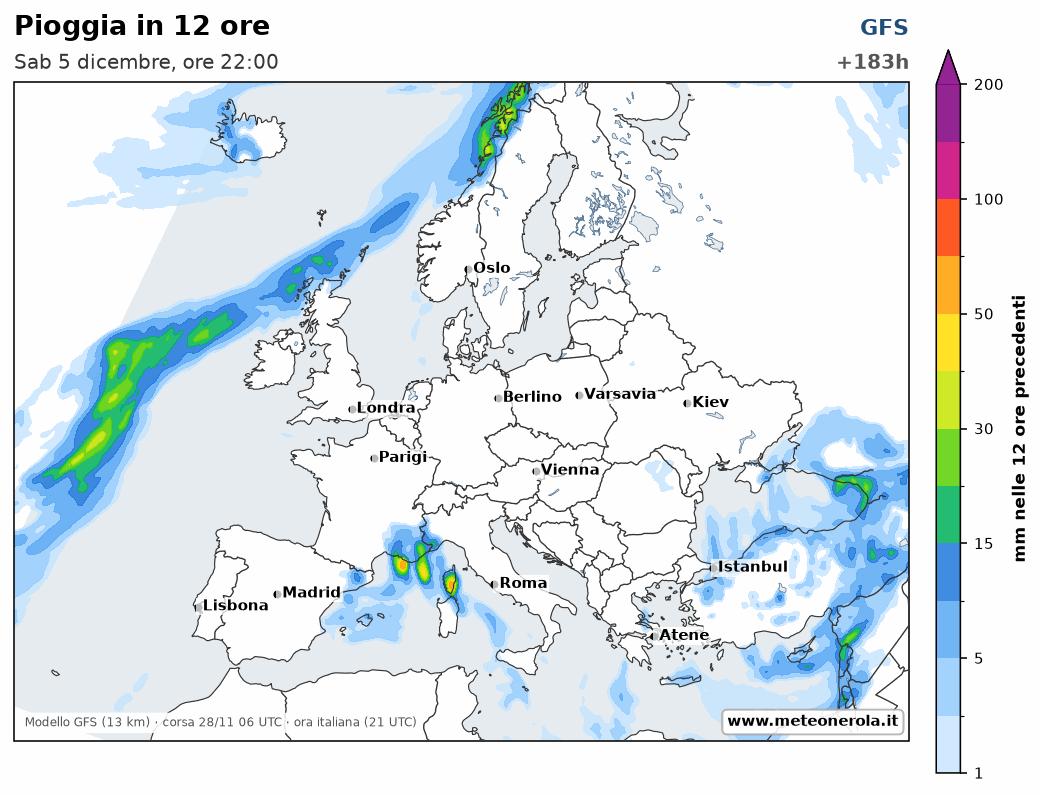 Pioggia in 12 ore
GFS
Sab 5 dicembre, ore 22:00
+183h
200
100
50
30
15
5
1
mm nelle 12 ore precedenti
Oslo
Berlino
Varsavia
Kiev
Londra
Parigi
Vienna
Istanbul
Madrid
Roma
Lisbona
Atene
Modello GFS (13 km) · corsa 28/11 06 UTC · ora italiana (21 UTC)
www.meteonerola.it